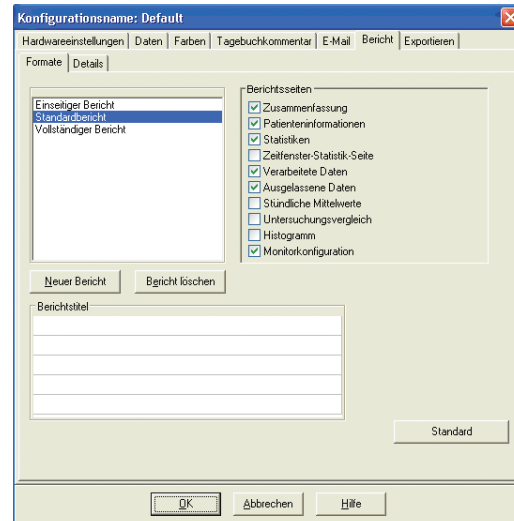 Konfigurationsname: Default
Hardwareeinstellungen Daten Farben Tagebuchkommentar E-Mail Bericht Exportieren
Formate Details
Einseitiger Bericht
Standardbericht
Vollständiger Bericht
Neuer Bericht Bericht löschen
Berichtsseiten
Zusammenfassung
Patienteninformationen
Statistiken
Zeitfenster-Statistik-Seite
Verarbeitete Daten
Ausgelassene Daten
Stündliche Mittelwerte
Untersuchungsvergleich
Histogramm
Monitorkonfiguration
Berichtstitel
Standard
OK Abbrechen Hilfe